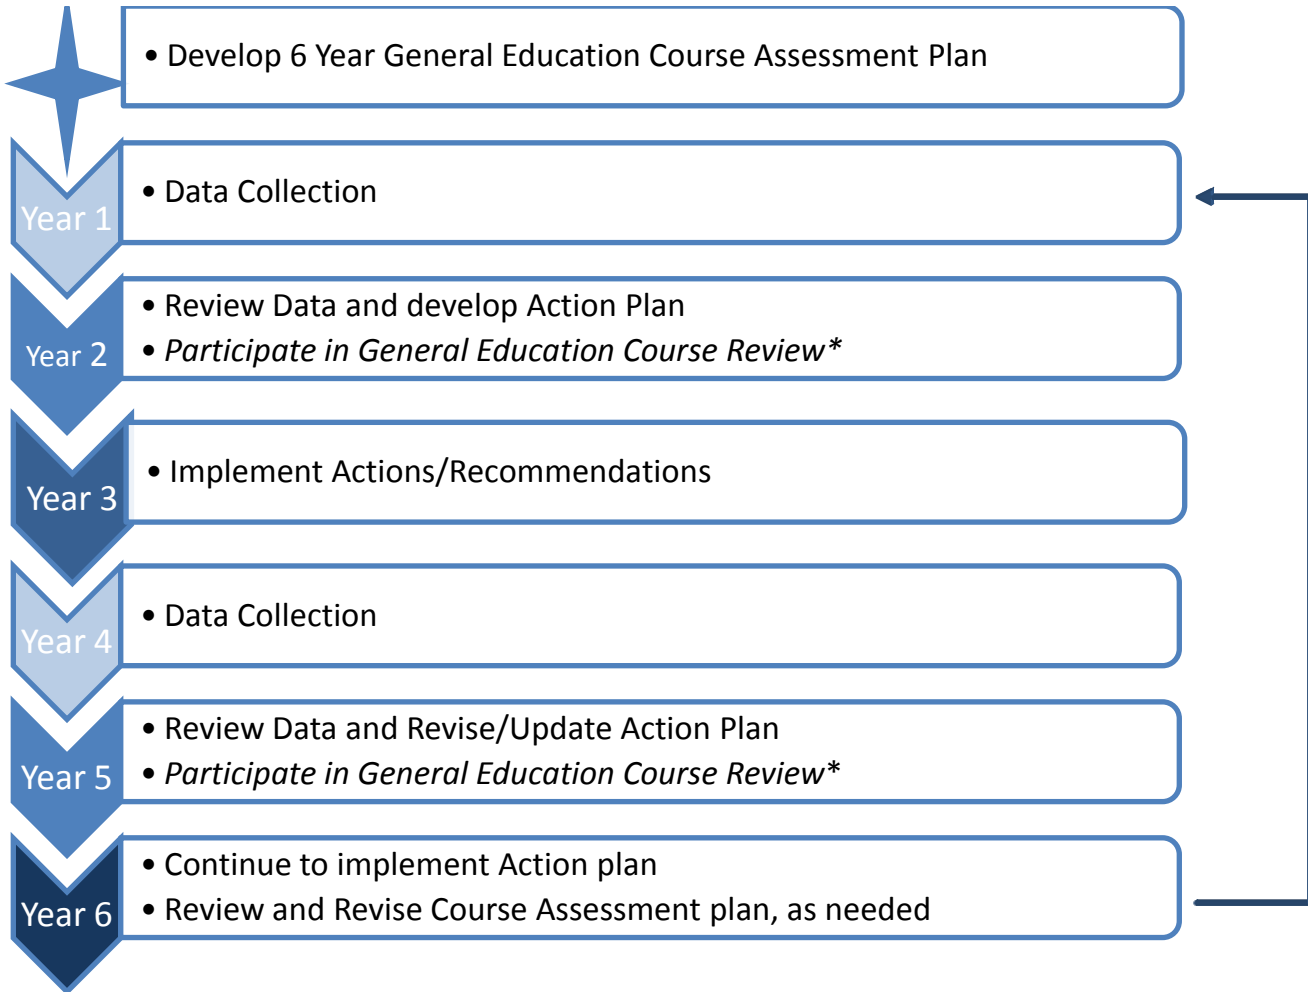 • Develop 6 Year General Education Course Assessment Plan
Year 1
• Data Collection
Year 2
• Review Data and develop Action Plan
• Participate in General Education Course Review*
Year 3
• Implement Actions/Recommendations
Year 4
• Data Collection
Year 5
• Review Data and Revise/Update Action Plan
• Participate in General Education Course Review*
Year 6
• Continue to implement Action plan
• Review and Revise Course Assessment plan, as needed